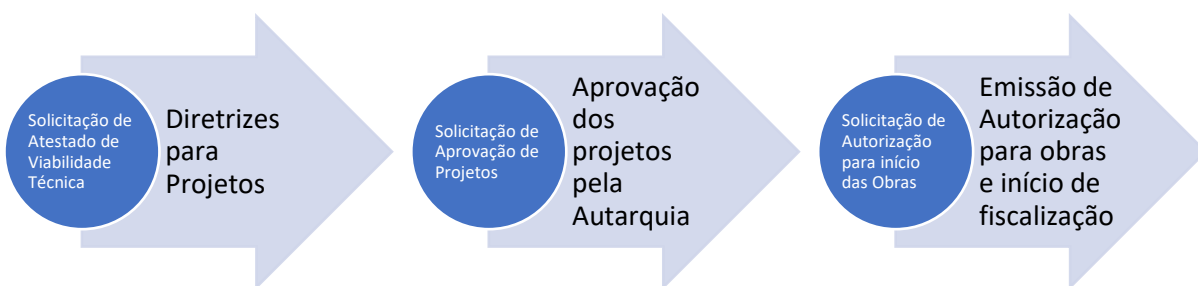 Solicitação de
Atestado de
Viabilidade
Técnica
Diretrizes
para
Projetos
Solicitação de
Aprovação de
Projetos
Aprovação
dos
projetos
pela
Autarquia
Solicitação de
Autorização
para início
das Obras
Emissão de
Autorização
para obras
e início de
fiscalização